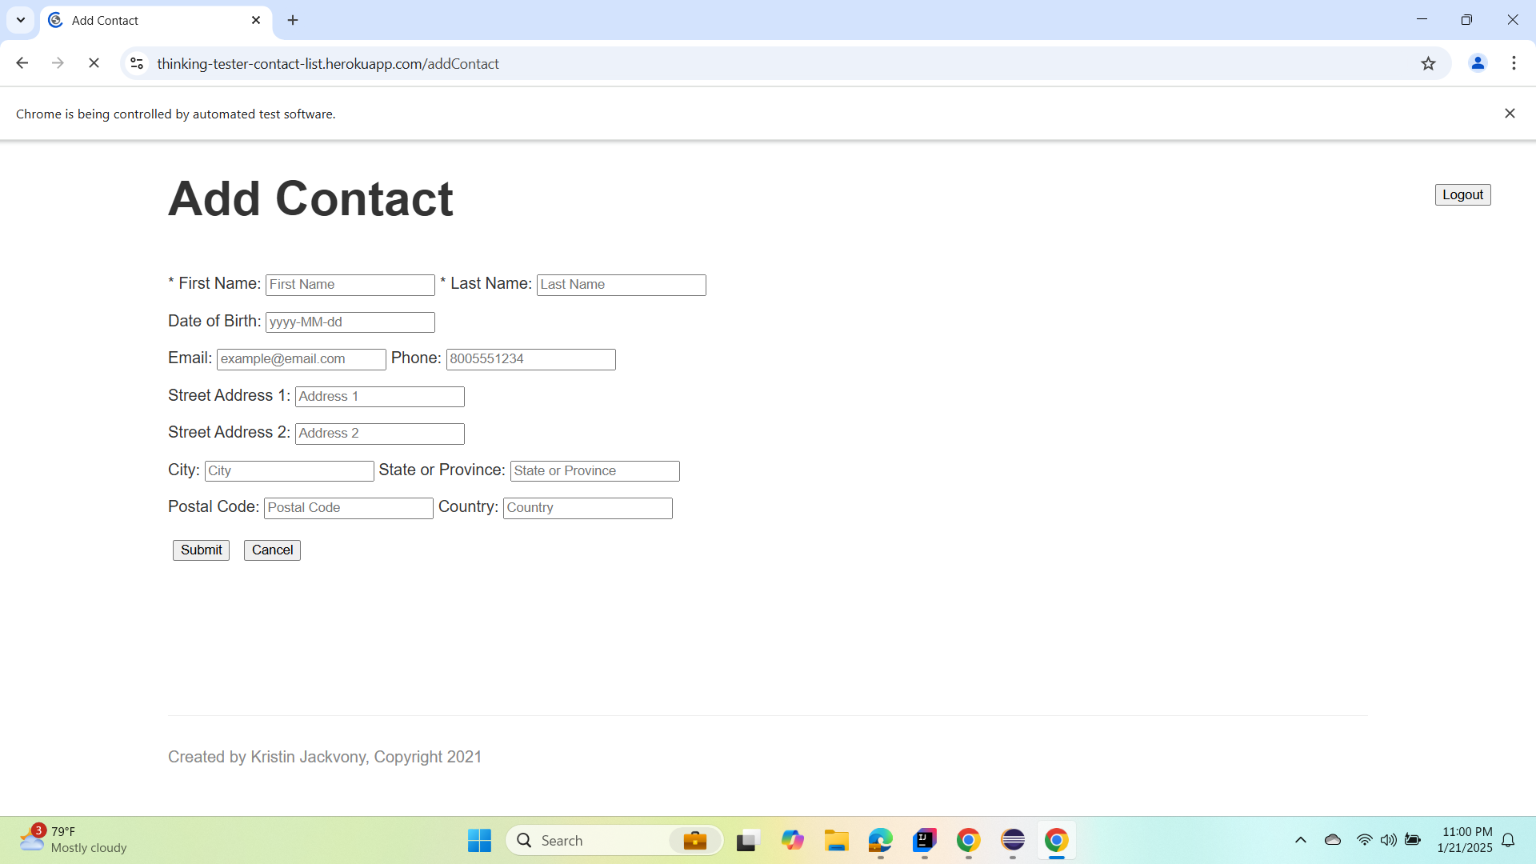 Add Contact
thinking-tester-contact-list.herokuapp.com/addContact
Chrome is being controlled by automated test software.
Add Contact
Logout
* First Name: First Name * Last Name: Last Name
Date of Birth: yyyy-MM-dd
Email: example@email.com Phone: 8005551234
Street Address 1: Address 1
Street Address 2: Address 2
City: City State or Province: State or Province
Postal Code: Postal Code Country: Country
Submit Cancel
Created by Kristin Jackvony, Copyright 2021
3
79°F
Mostly cloudy
Search
11:00 PM
1/21/2025